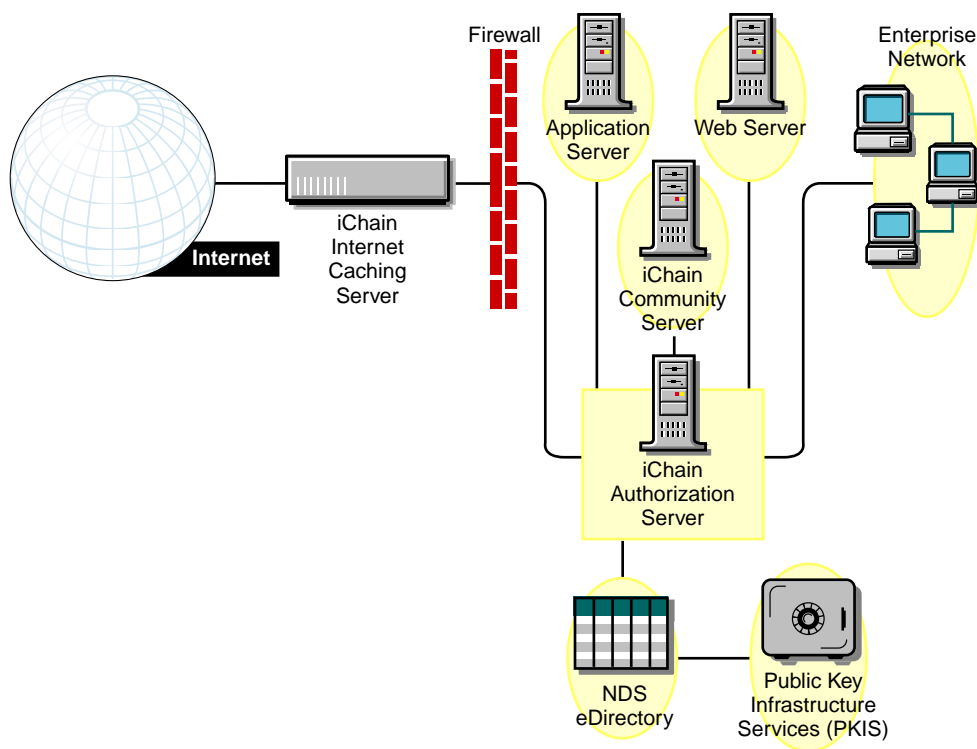 Firewall
Enterprise
Network
Application
Server
Web Server
Internet
iChain
Internet
Caching
Server
iChain
Community
Server
iChain
Authorization
Server
NDS
eDirectory
Public Key
Infrastructure
Services (PKIS)